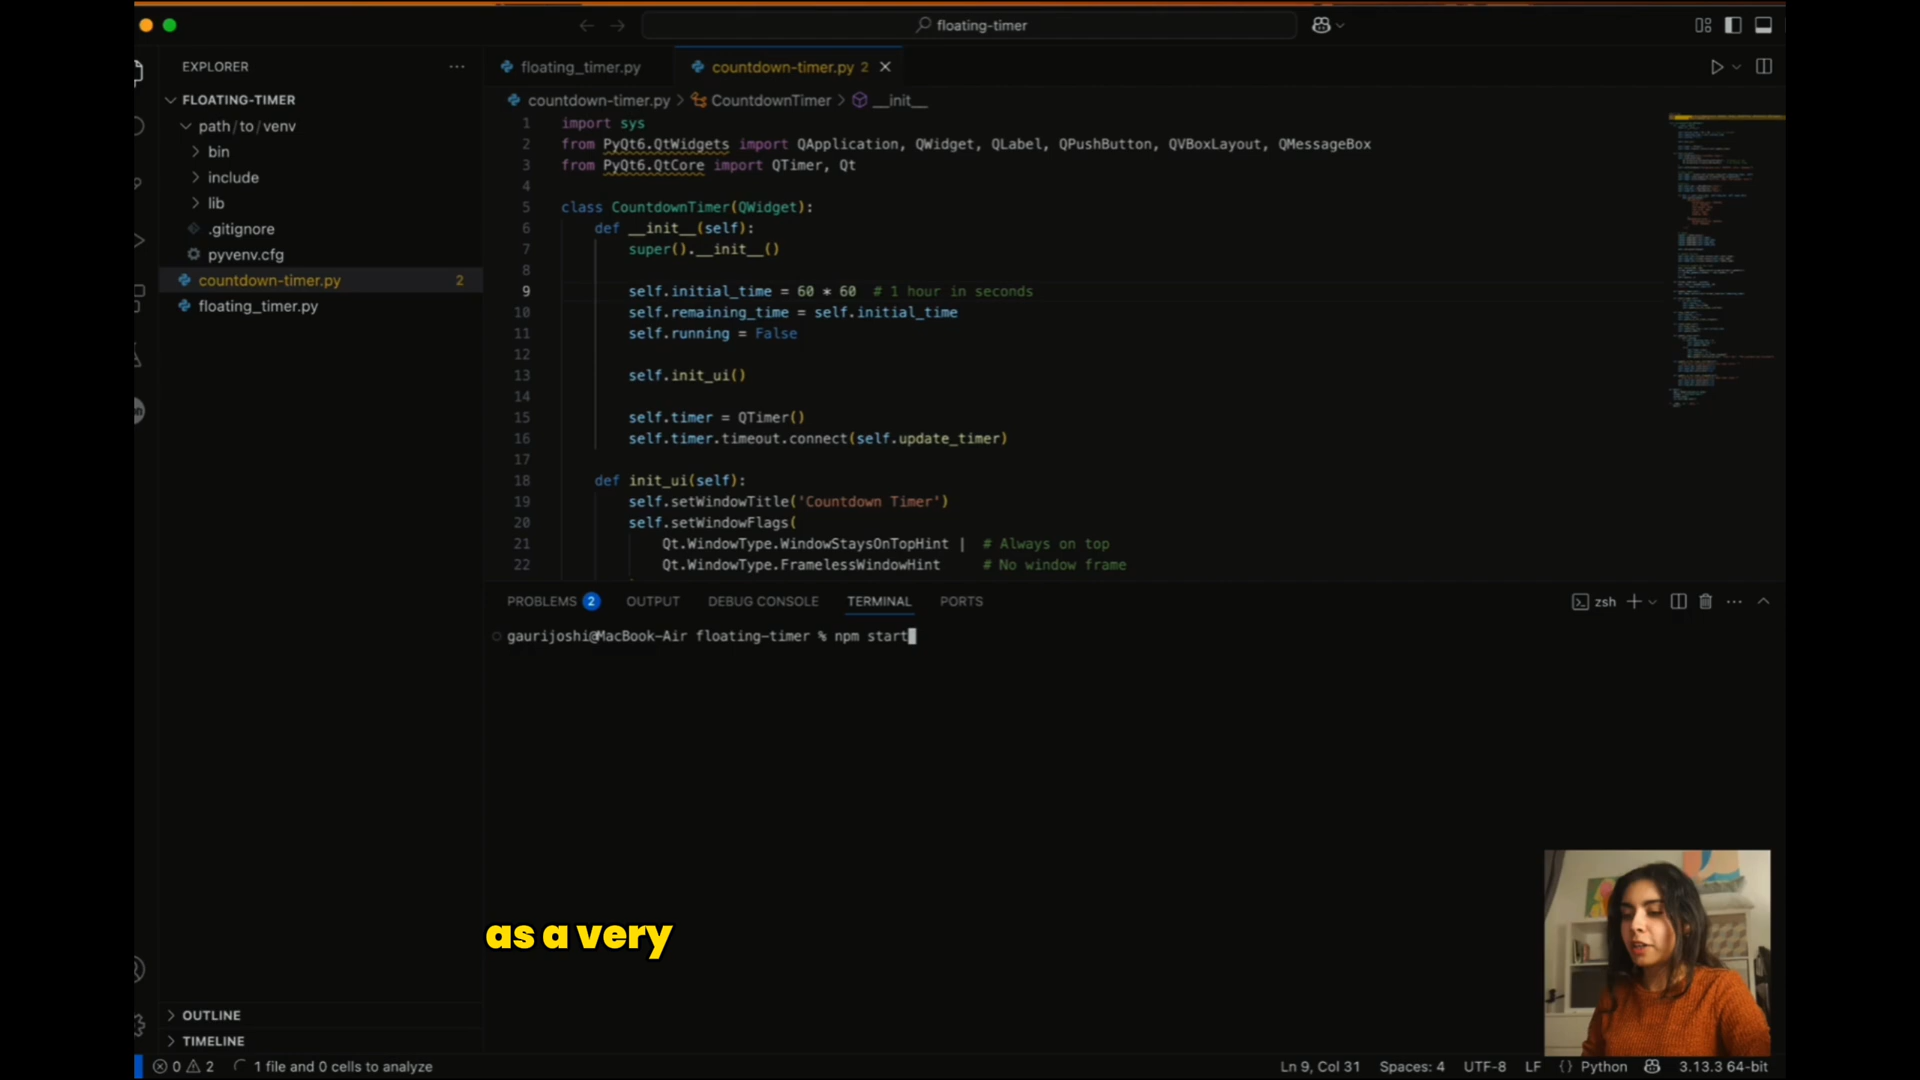 floating-timer
EXPLORER
FLOATING-TIMER
path/to/venv
bin
include
lib
.gitignore
pyvenv.cfg
countdown-timer.py 2
floating_timer.py
OUTLINE
TIMELINE
floating_timer.py
countdown-timer.py 2
countdown-timer.py > CountdownTimer > __init__
1 import sys
2 from PyQt6.QtWidgets import QApplication, QWidget, QLabel, QPushButton, QVBoxLayout, QMessageBox
3 from PyQt6.QtCore import QTimer, Qt
4
5 class CountdownTimer(QWidget):
6 def __init__(self):
7 super().__init__()
8
9 self.initial_time = 60 * 60 # 1 hour in seconds
10 self.remaining_time = self.initial_time
11 self.running = False
12
13 self.init_ui()
14
15 self.timer = QTimer()
16 self.timer.timeout.connect(self.update_timer)
17
18 def init_ui(self):
19 self.setWindowTitle('Countdown Timer')
20 self.setWindowFlags(
21 Qt.WindowType.WindowStaysOnTopHint | # Always on top
22 Qt.WindowType.FramelessWindowHint # No window frame
PROBLEMS 2 OUTPUT DEBUG CONSOLE TERMINAL PORTS
zsh
gaurijoshi@MacBook-Air floating-timer % npm start
as a very
0 2 1 file and 0 cells to analyze
Ln 9, Col 31 Spaces: 4 UTF-8 LF {} Python 3.13.3 64-bit